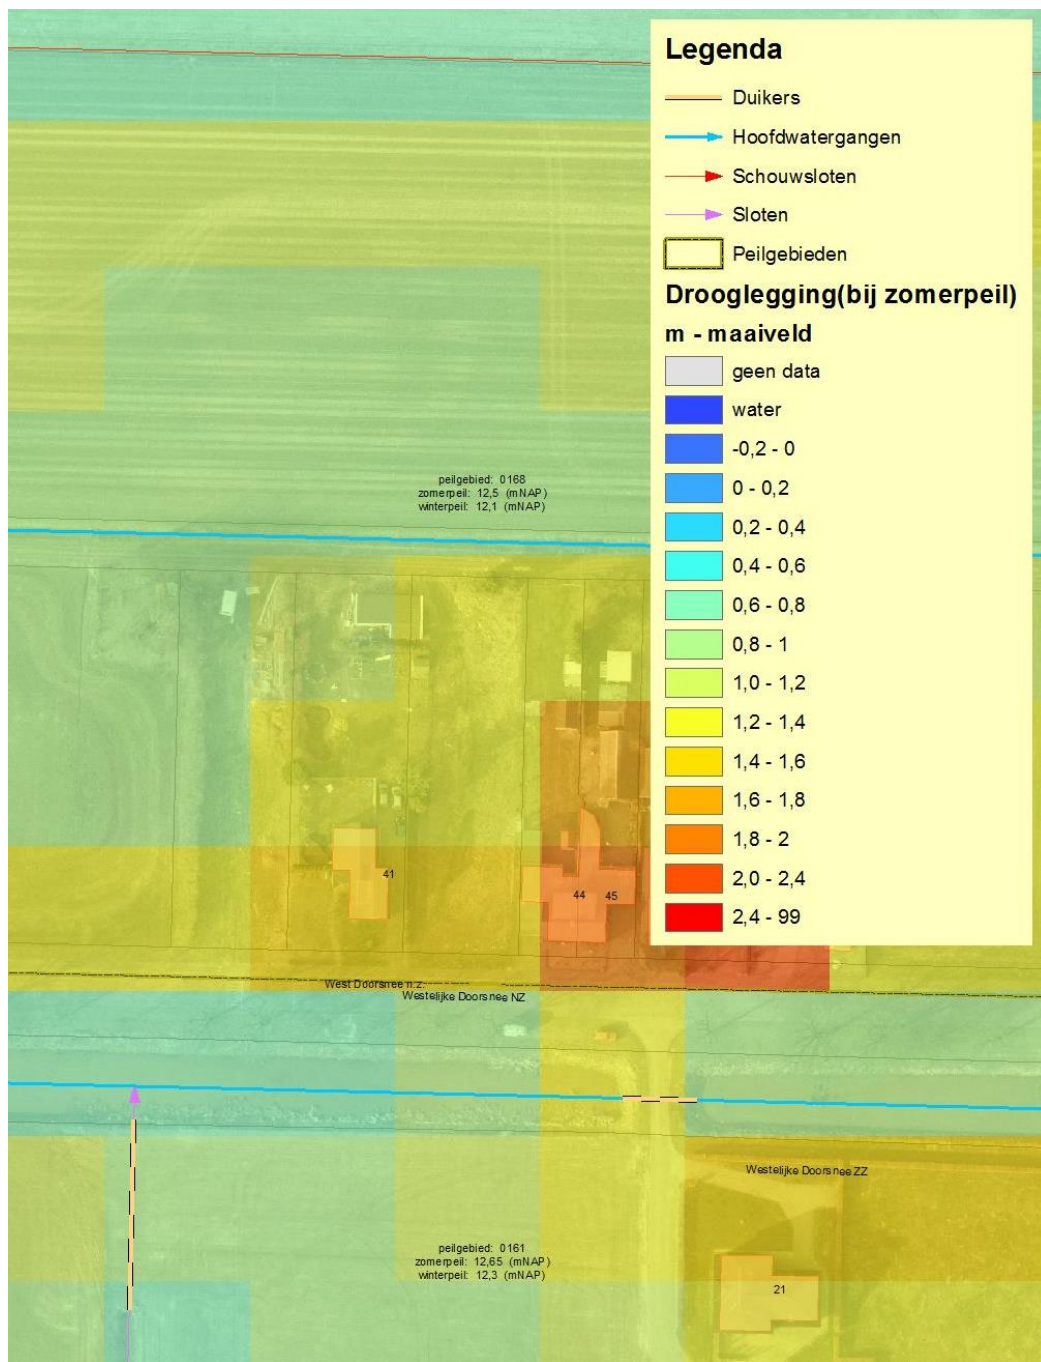 Legenda
Duikers
Hoofdwatergangen
Schouwsloten
Sloten
Peilgebieden
Drooglegging(bij zomerpeil)
m - maaiveld
geen data
water
-0,2 - 0
0 - 0,2
0,2 - 0,4
0,4 - 0,6
0,6 - 0,8
0,8 - 1
1,0 - 1,2
1,2 - 1,4
1,4 - 1,6
1,6 - 1,8
1,8 - 2
2,0 - 2,4
2,4 - 99
peilgebied: 0168
zomerpeil: 12,5 (mNAP)
winterpeil: 12,1 (mNAP)
41
44
45
West Doorsnee n.z.
Westelijke Doorsnee NZ
Westelijke Doorsnee ZZ
peilgebied: 0161
zomerpeil: 12,65 (mNAP)
winterpeil: 12,3 (mNAP)
21